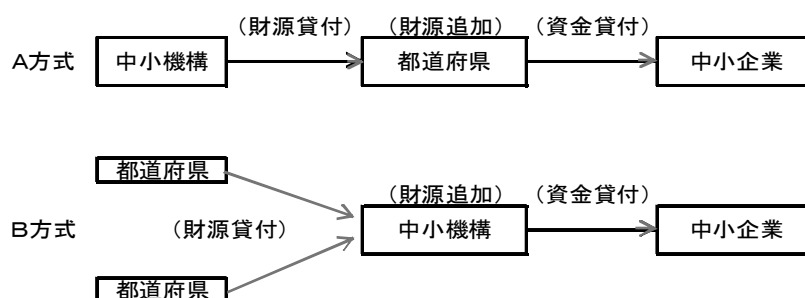 （財源貸付） （財源追加） （資金貸付）
A方式 中小機構 都道府県 中小企業
都道府県
（財源追加） （資金貸付）
B方式 （財源貸付） 中小機構 中小企業
都道府県